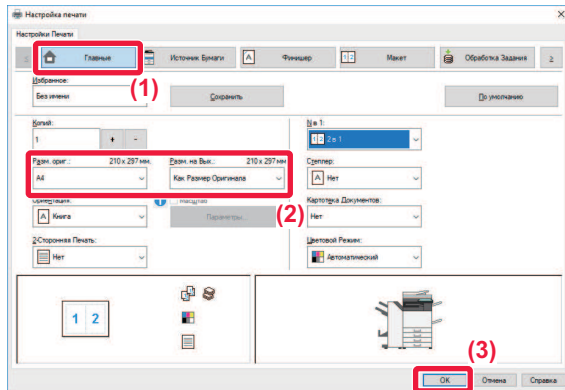 Настройка печати
Настройки Печати
Главные
Источник Бумаги
Финишер
Макет
Обработка Задания
(1)
Избранное:
Без имени
Сохранить
По умолчанию
Копий:
1
+ -
N в 1:
1 2 2 в 1
Разм. ориг.: 210 x 297 мм.
A4
Разм. на Вых.: 210 x 297 мм
Как Размер Оригинала
Степлер:
A Нет
(2)
Ориентация:
A Книга
Масштаб
Параметры...
Картотека Документов:
Нет
2-Сторонняя Печать:
Нет
Цветовой Режим:
Автоматический
1 2
(3)
OK
Отмена
Справка